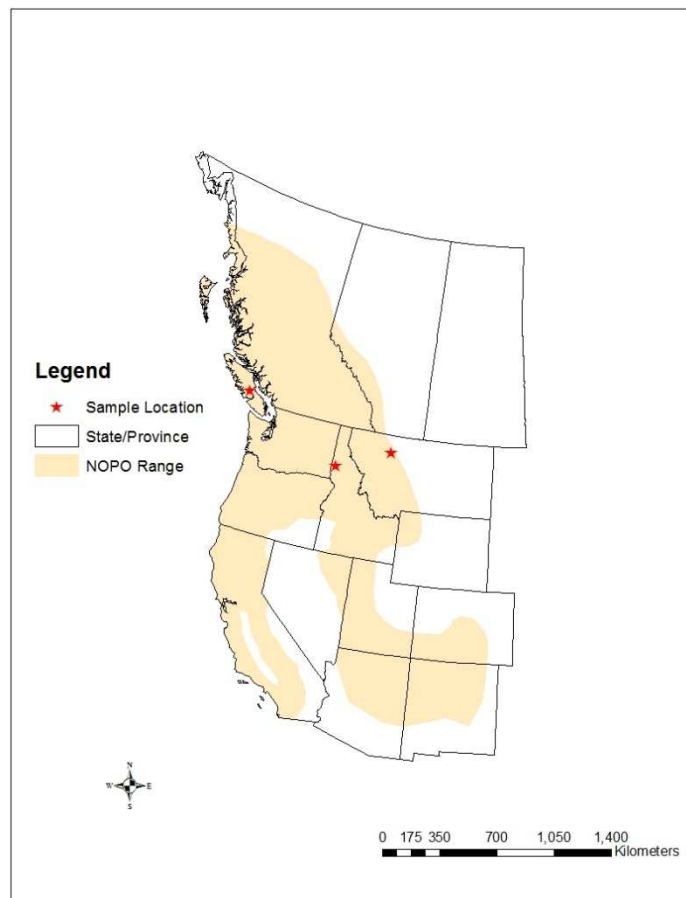 Legend
Sample Location
State/Province
NOPO Range
N
W E
S
0 175 350 700 1,050 1,400
Kilometers